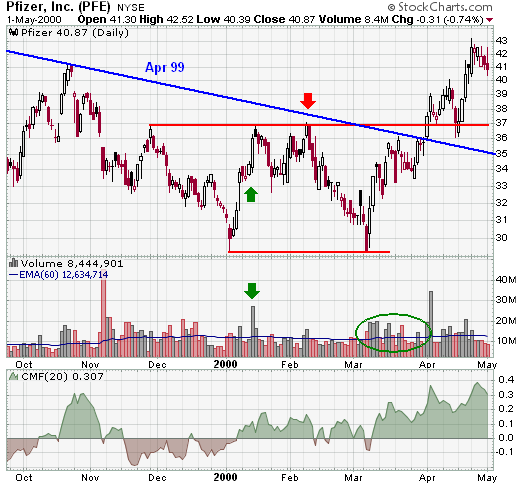 Pfizer, Inc. (PFE) NYSE © StockCharts.com
1-May-2000 Open 41.30 High 42.52 Low 40.39 Close 40.87 Volume 8.4M Chg -0.31 (-0.74%)
Pfizer 40.87 (Daily)
Apr 99
43
42
41
40
39
38
37
36
35
34
33
32
31
30
Volume 8,444,901
EMA(60) 12,634,714
40M
30M
20M
10M
Oct Nov Dec 2000 Feb Mar Apr May
CMF(20) 0.307
0.4
0.3
0.2
0.1
0.0
-0.1
-0.2
Oct Nov Dec 2000 Feb Mar Apr May